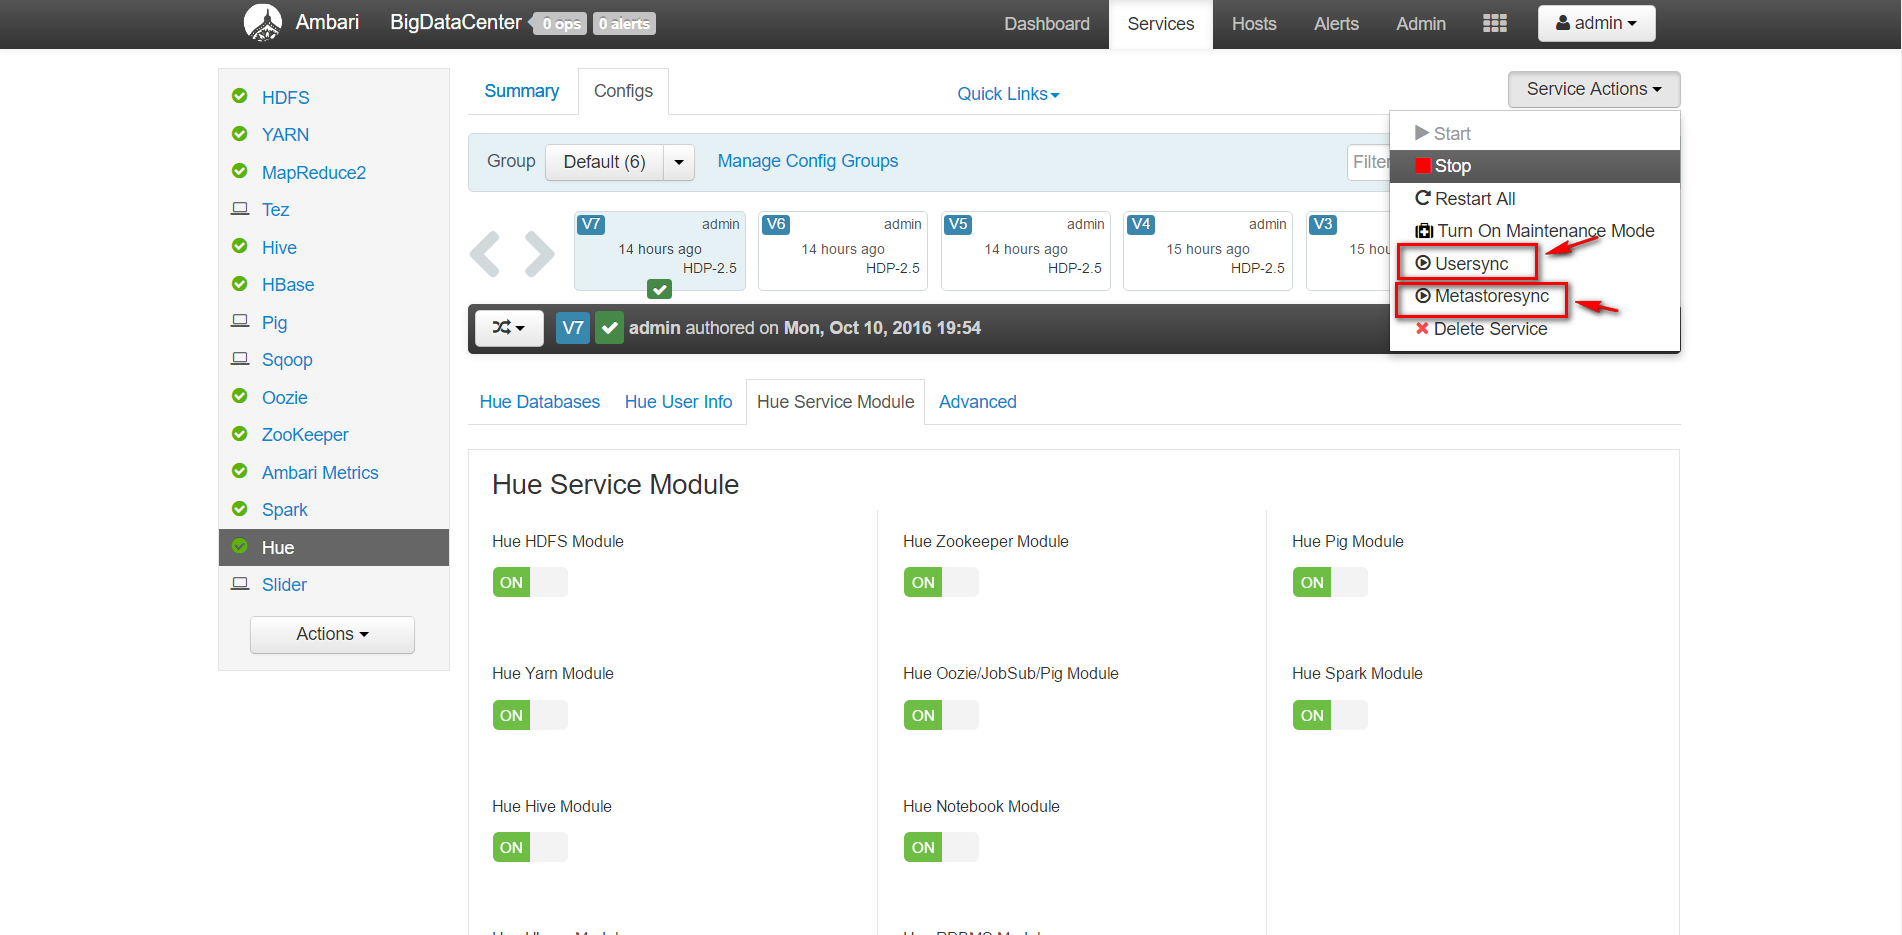 Ambari BigDataCenter 0 ops 0 alerts Dashboard Services Hosts Alerts Admin admin
HDFS
YARN
MapReduce2
Tez
Hive
HBase
Pig
Sqoop
Oozie
ZooKeeper
Ambari Metrics
Spark
Hue
Slider
Actions
Summary Configs Quick Links Service Actions
Start
Stop
Restart All
Turn On Maintenance Mode
Usersync
Metastoresync
Delete Service
Group Default (6) Manage Config Groups Filter
V7 admin
14 hours ago
HDP-2.5
V6 admin
14 hours ago
HDP-2.5
V5 admin
14 hours ago
HDP-2.5
V4 admin
15 hours ago
HDP-2.5
V3
15 hou
V7 admin authored on Mon, Oct 10, 2016 19:54
Hue Databases Hue User Info Hue Service Module Advanced
Hue Service Module
Hue HDFS Module Hue Zookeeper Module Hue Pig Module
ON ON ON
Hue Yarn Module Hue Oozie/JobSub/Pig Module Hue Spark Module
ON ON ON
Hue Hive Module Hue Notebook Module
ON ON